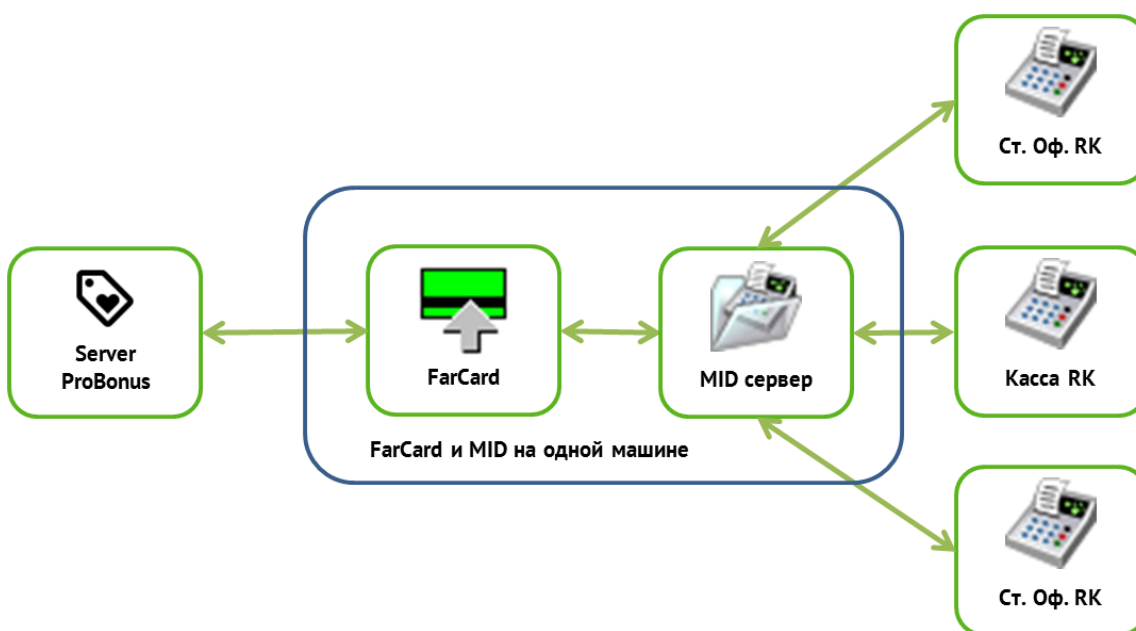 Ст. Оф. RK
Server
ProBonus
FarCard
MID сервер
Касса RK
FarCard и MID на одной машине
Ст. Оф. RK